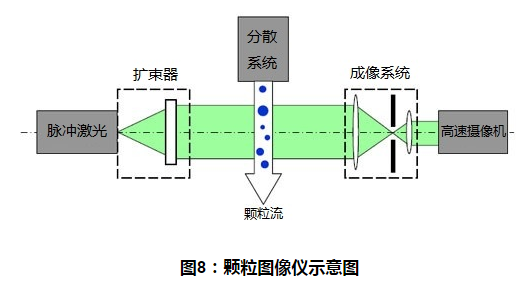 分散
系统
扩束器
成像系统
脉冲激光
高速摄像机
颗粒流
图8：颗粒图像仪示意图